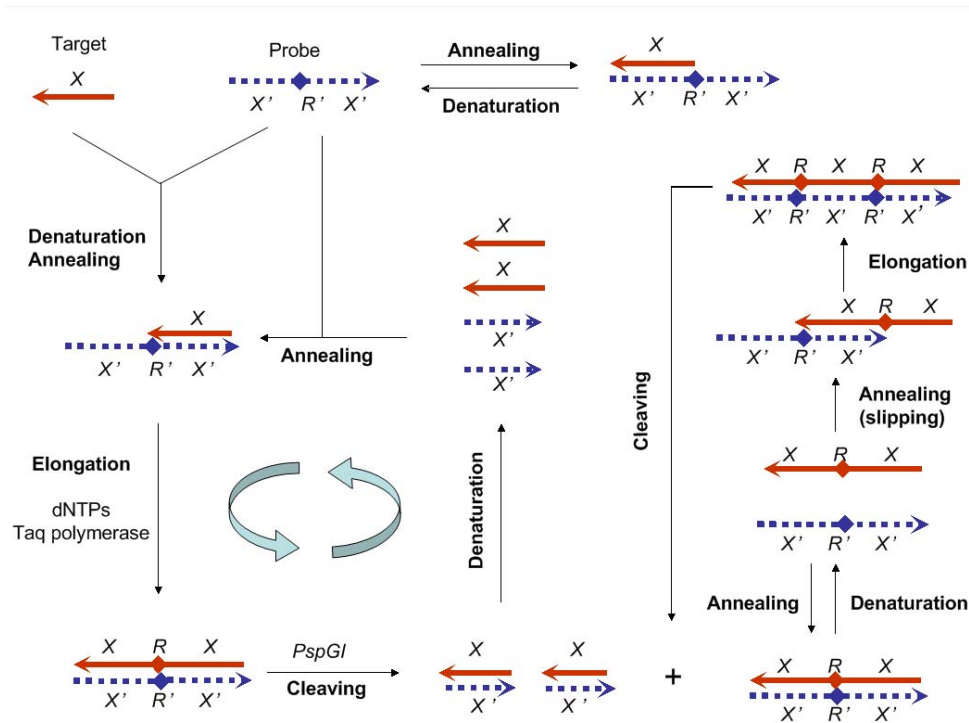 Target
X
Probe
X’ R’ X’
Annealing
Denaturation
X
X’ R’ X’
Denaturation
Annealing
X
X’ R’ X’
Annealing
X
X
X’
X’
Elongation
dNTPs
Taq polymerase
Denaturation
X R X
X’ R’ X’
PspGI
Cleaving
X X
X’ X’
+
Cleaving
X R X R X
X’ R’ X’ R’ X’
Elongation
X R X
X’ R’ X’
Annealing
(slipping)
X R X
X’ R’ X’
Annealing
Denaturation
X R X
X’ R’ X’